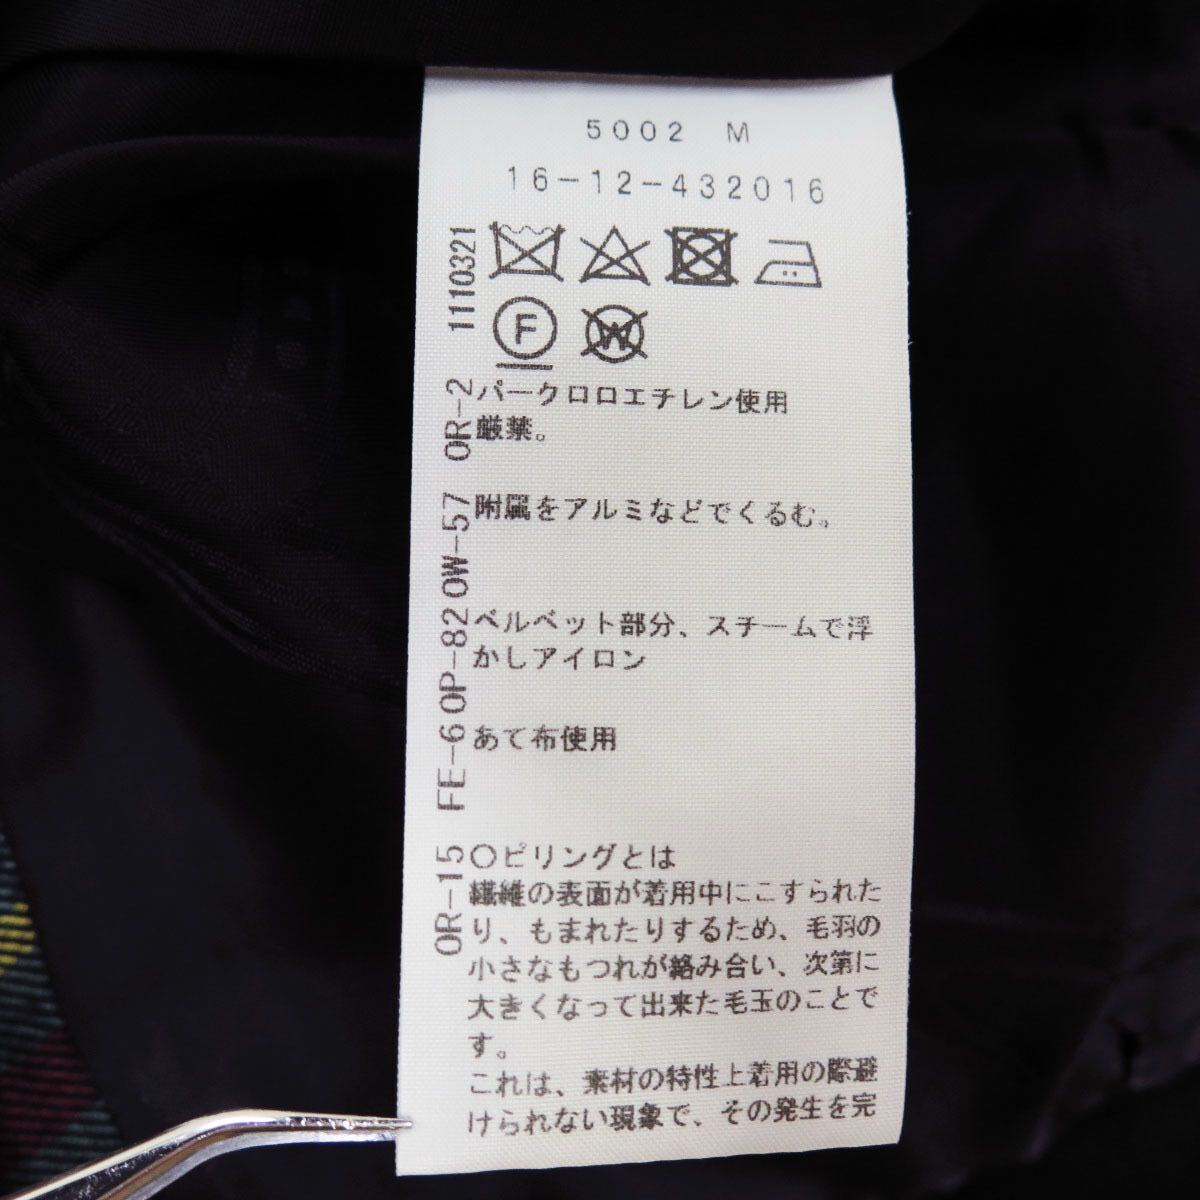 5002 M
16-12-432016
F
W
パークロロエチレン使用
厳禁。
附属をアルミなどでくるむ。
ベルベット部分、スチームで浮
かしアイロン
あて布使用
〇ピリングとは
繊維の表面が着用中にこすられた
り、もまれたりするため、毛羽の
小さなもつれが絡み合い、次第に
大きくなって出来た毛玉のことで
す。
これは、素材の特性上着用の際避
けられない現象で、その発生を完
OR-15 FE-6 OP-82 OW-57 OR-2 1110321